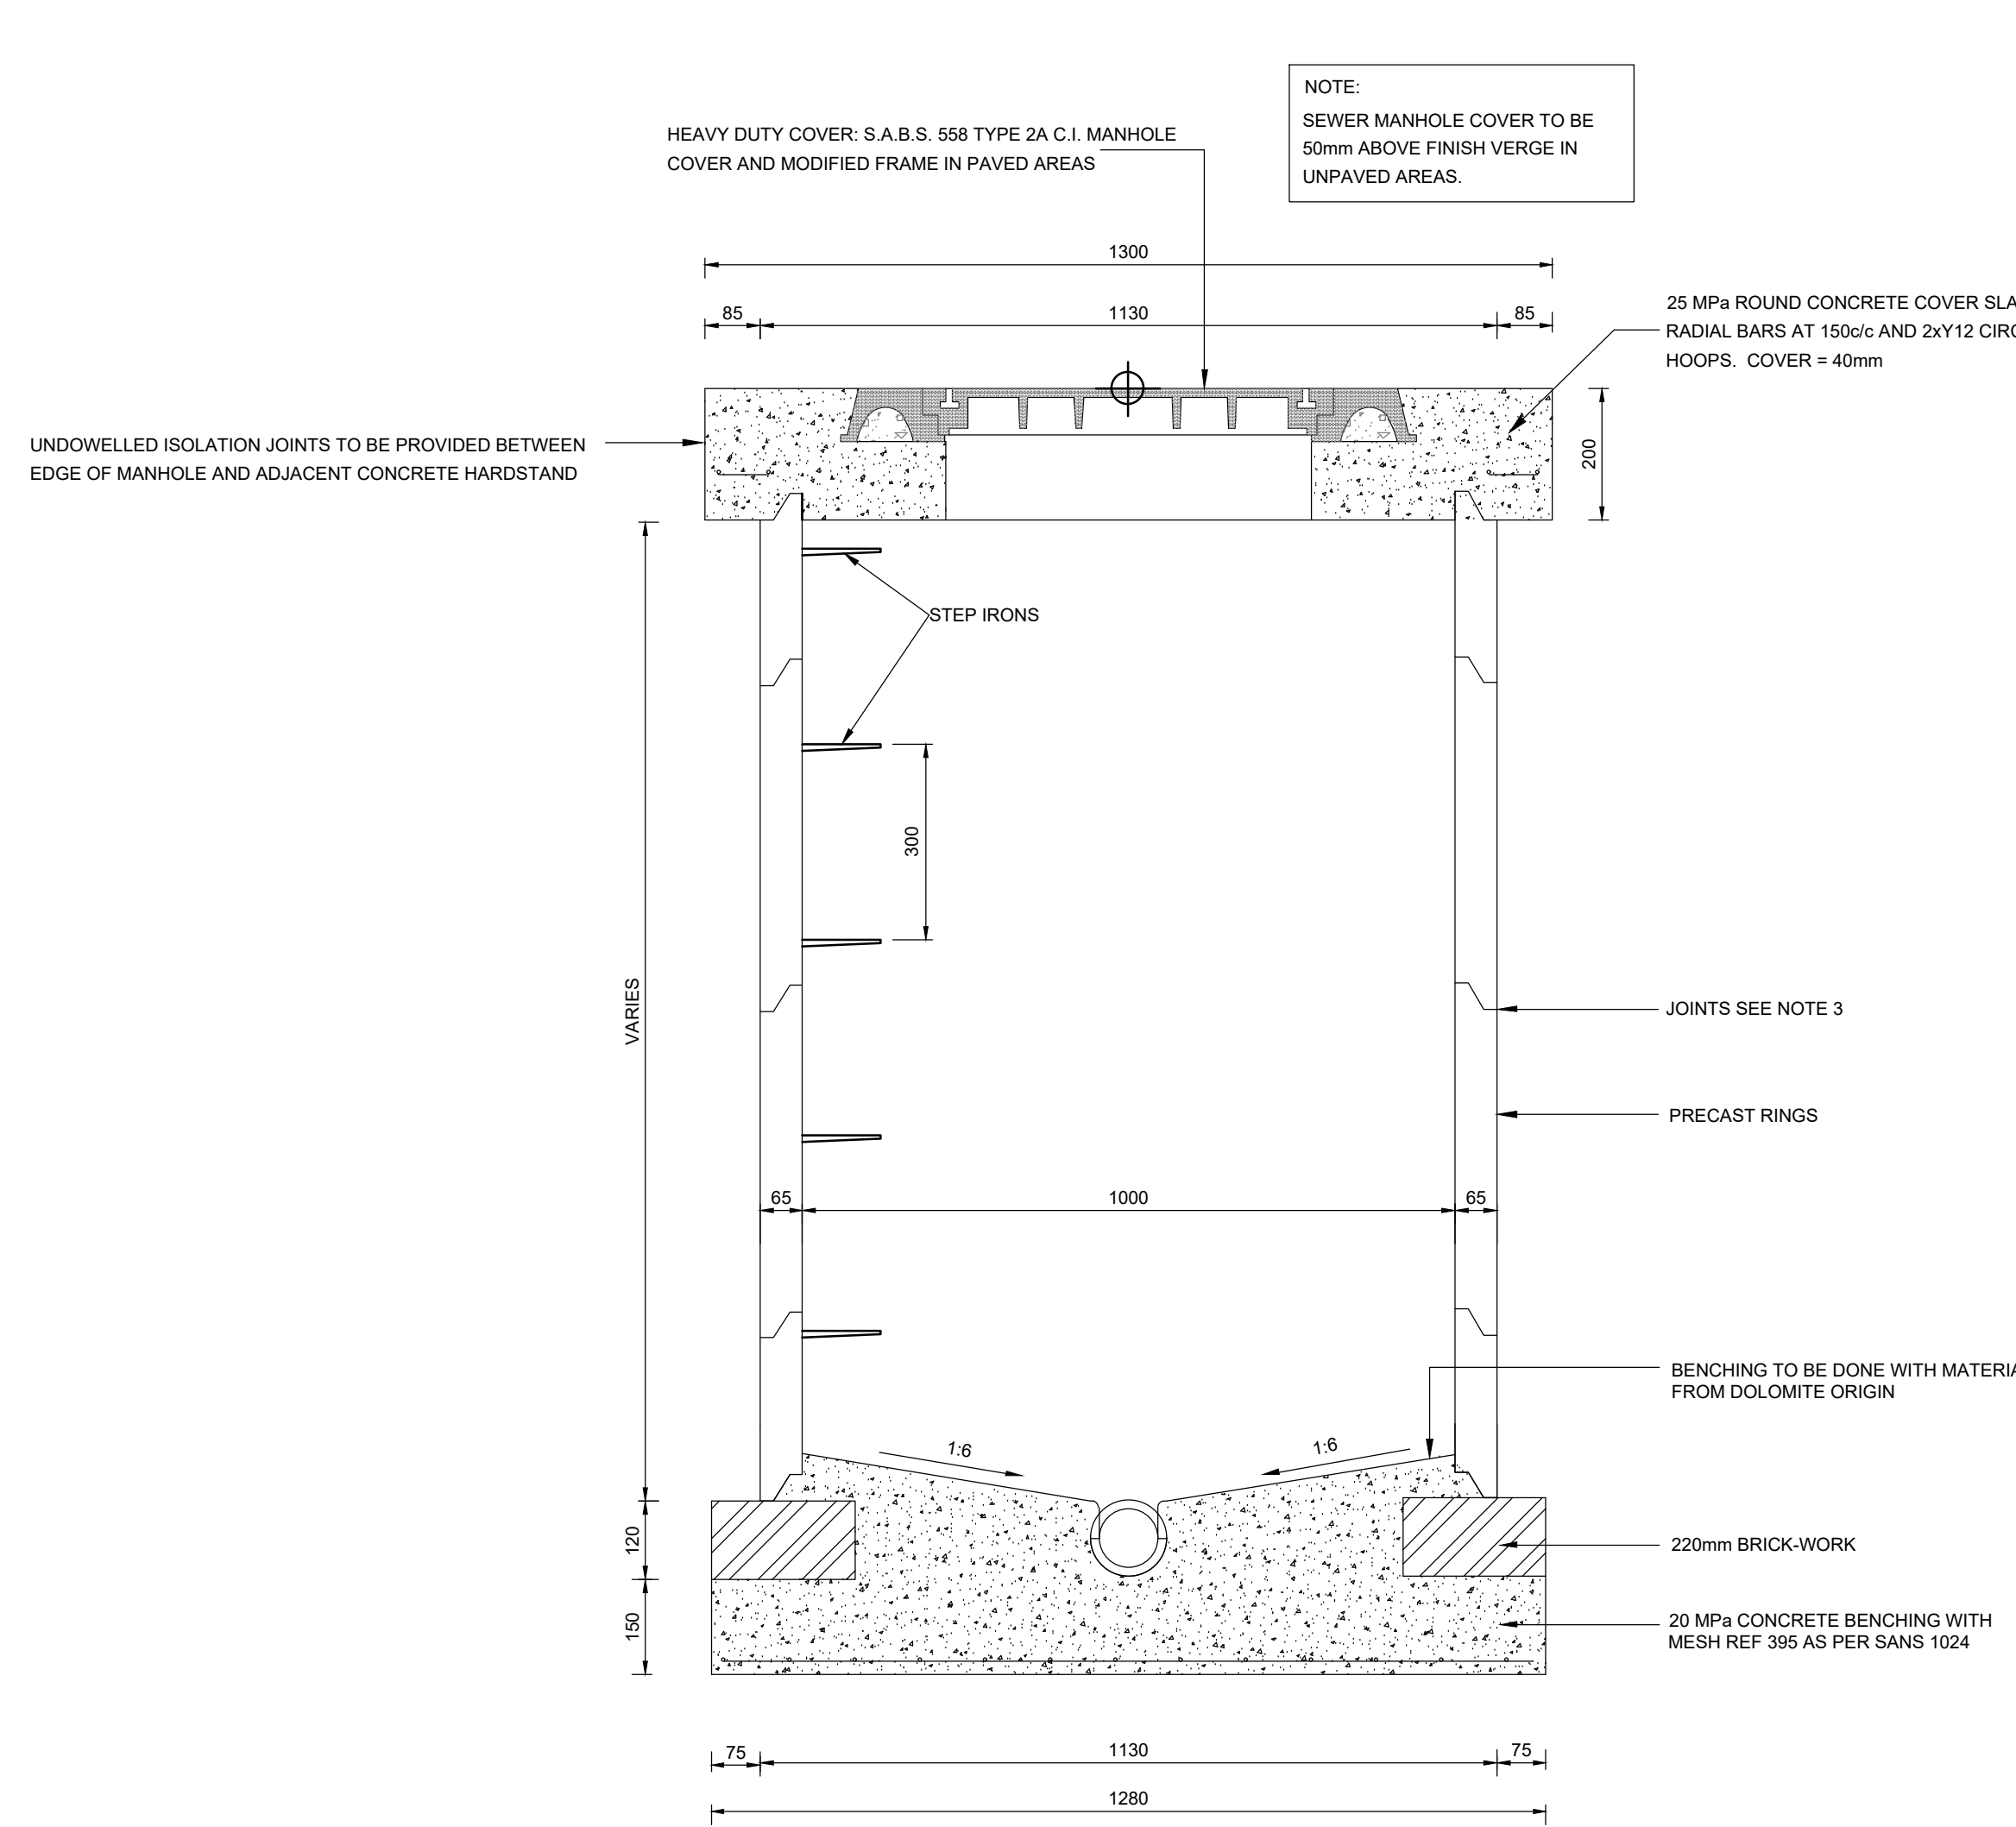 NOTE:
SEWER MANHOLE COVER TO BE
50mm ABOVE FINISH VERGE IN
UNPAVED AREAS.
HEAVY DUTY COVER: S.A.B.S. 558 TYPE 2A C.I. MANHOLE
COVER AND MODIFIED FRAME IN PAVED AREAS
1300
85
1130
85
25 MPa ROUND CONCRETE COVER
RADIAL BARS AT 150c/c AND 2xY12
HOOPS. COVER = 40mm
200
UNDOWELLED ISOLATION JOINTS TO BE PROVIDED BETWEEN
EDGE OF MANHOLE AND ADJACENT CONCRETE HARDSTAND
STEP IRONS
300
VARIES
JOINTS SEE NOTE 3
PRECAST RINGS
65
1000
65
BENCHING TO BE DONE WITH
FROM DOLOMITE ORIGIN
1:6
1:6
120
220mm BRICK-WORK
150
20 MPa CONCRETE BENCHING WITH
MESH REF 395 AS PER SANS 1024
75
1130
75
1280